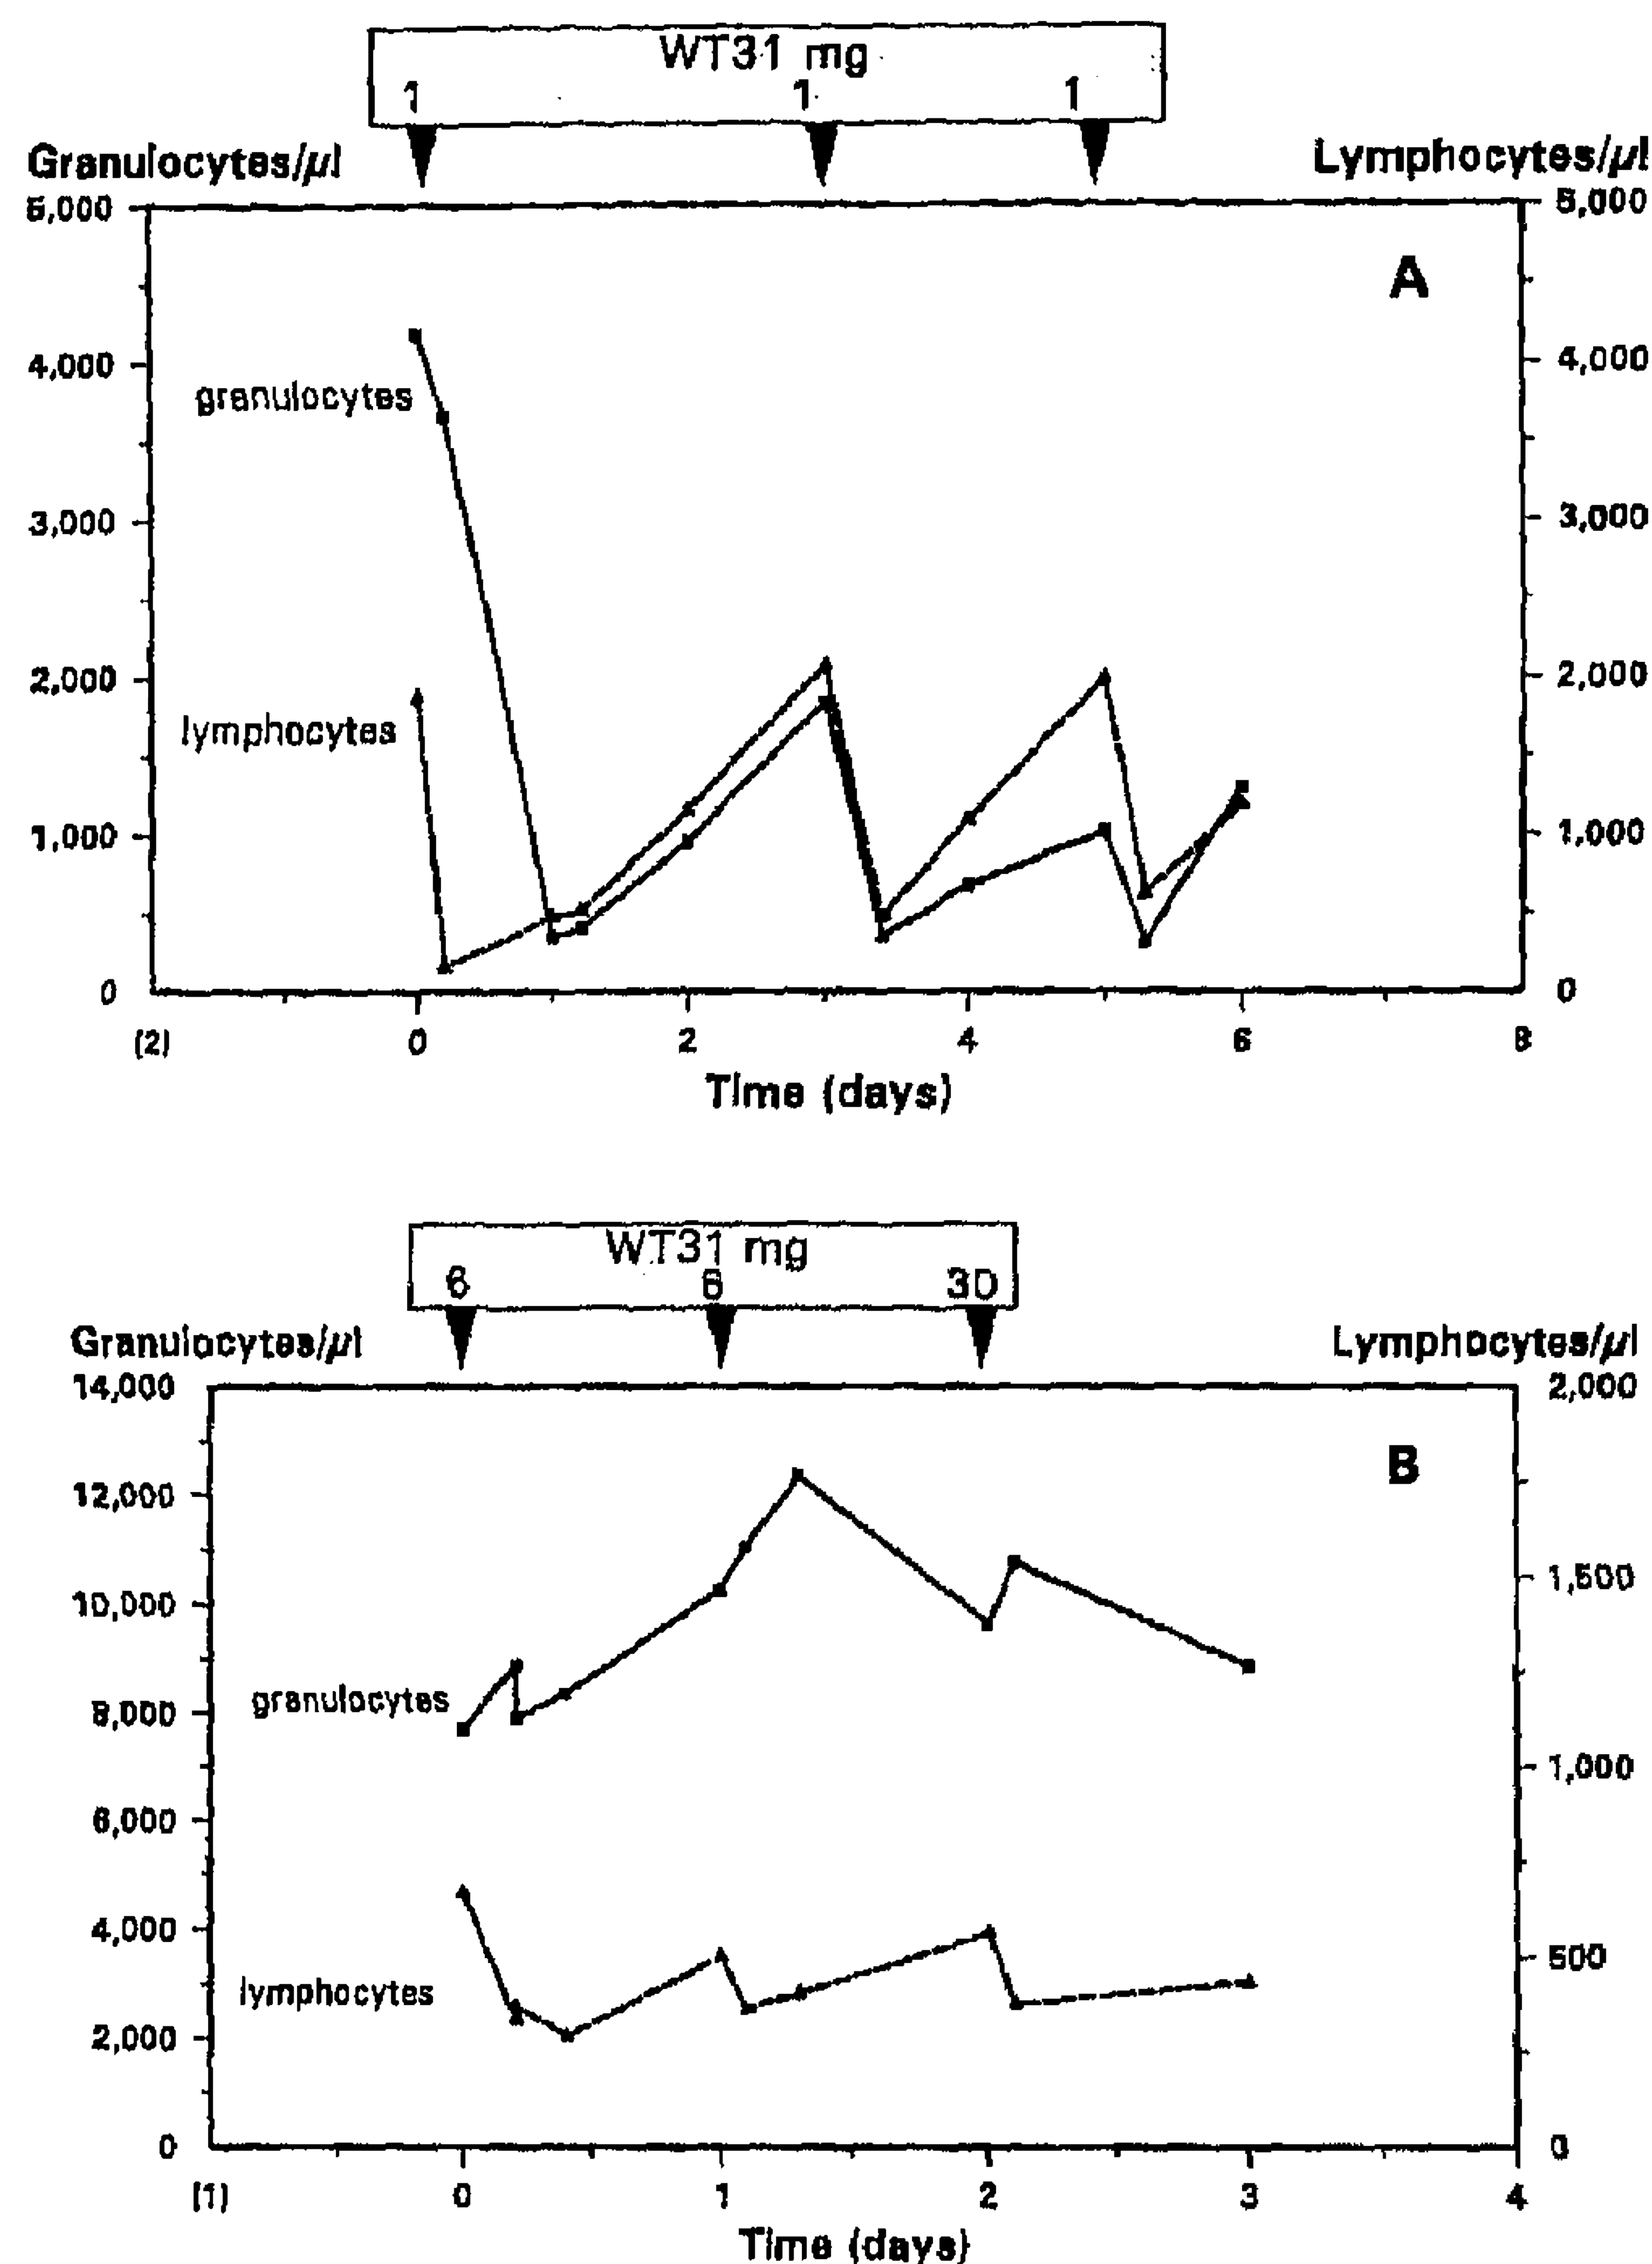 WT31 mg
1 1 1
Granulocytes/µl Lymphocytes/µl
5,000 5,000
A
4,000 4,000
granulocytes
3,000 3,000
2,000 2,000
lymphocytes
1,000 1,000
0 0
(2) 0 2 4 6 8
Time (days)
WT31 mg
6 6 30
Granulocytes/µl Lymphocytes/µl
14,000 2,000
B
12,000
1,500
10,000
granulocytes
8,000
1,000
6,000
4,000
500
lymphocytes
2,000
0 0
(1) 0 1 2 3 4
Time (days)